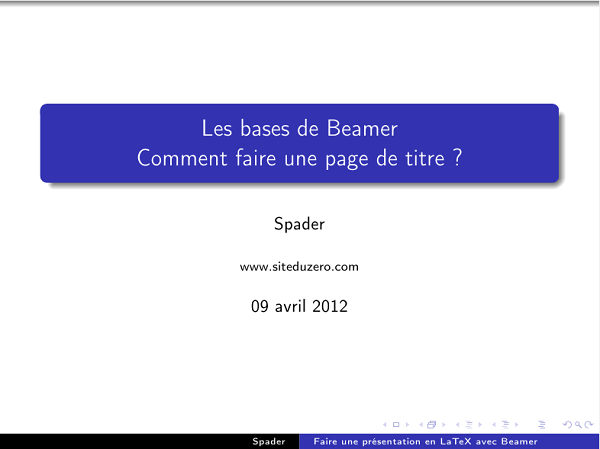 Les bases de Beamer
Comment faire une page de titre ?
Spader
www.siteduzero.com
09 avril 2012
Spader
Faire une présentation en LaTeX avec Beamer